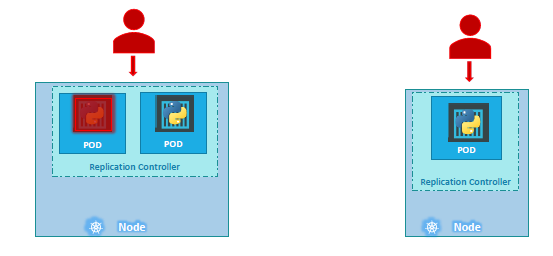 POD
POD
Replication Controller
Node
POD
Replication Controller
Node